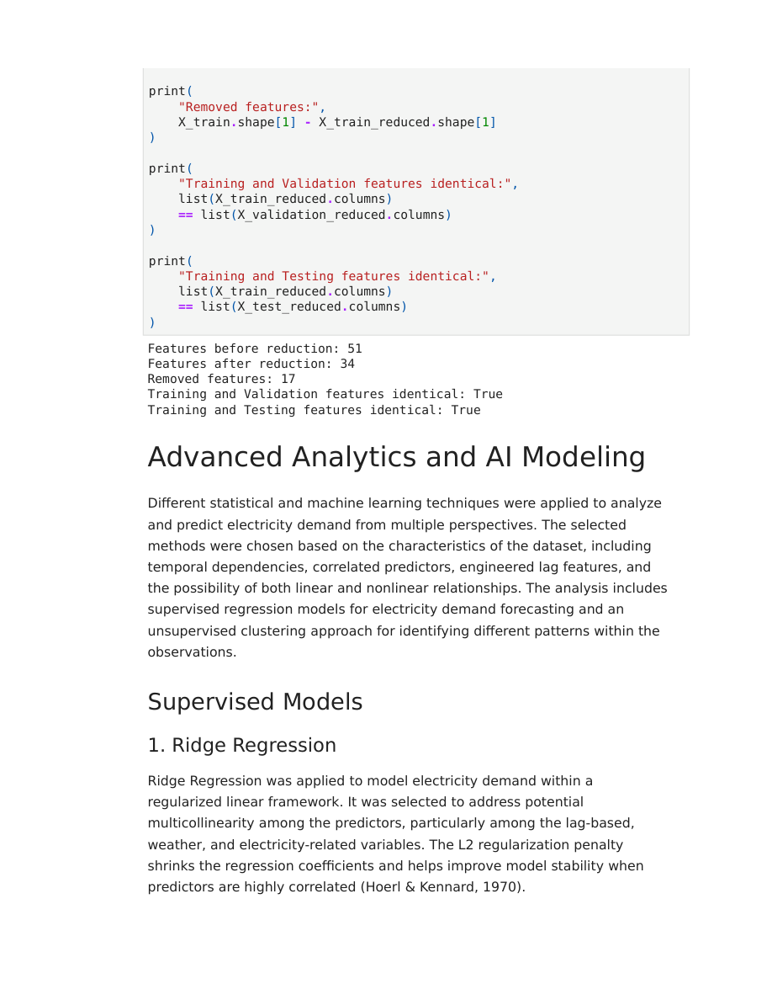 print(
    "Removed features:",
    X_train.shape[1] - X_train_reduced.shape[1]
)
print(
    "Training and Validation features identical:",
    list(X_train_reduced.columns)
    == list(X_validation_reduced.columns)
)
print(
    "Training and Testing features identical:",
    list(X_train_reduced.columns)
    == list(X_test_reduced.columns)
)
Features before reduction: 51
Features after reduction: 34
Removed features: 17
Training and Validation features identical: True
Training and Testing features identical: True
Advanced Analytics and AI Modeling
Different statistical and machine learning techniques were applied to analyze
and predict electricity demand from multiple perspectives. The selected
methods were chosen based on the characteristics of the dataset, including
temporal dependencies, correlated predictors, engineered lag features, and
the possibility of both linear and nonlinear relationships. The analysis includes
supervised regression models for electricity demand forecasting and an
unsupervised clustering approach for identifying different patterns within the
observations.
Supervised Models
1. Ridge Regression
Ridge Regression was applied to model electricity demand within a
regularized linear framework. It was selected to address potential
multicollinearity among the predictors, particularly among the lag-based,
weather, and electricity-related variables. The L2 regularization penalty
shrinks the regression coefficients and helps improve model stability when
predictors are highly correlated (Hoerl & Kennard, 1970).